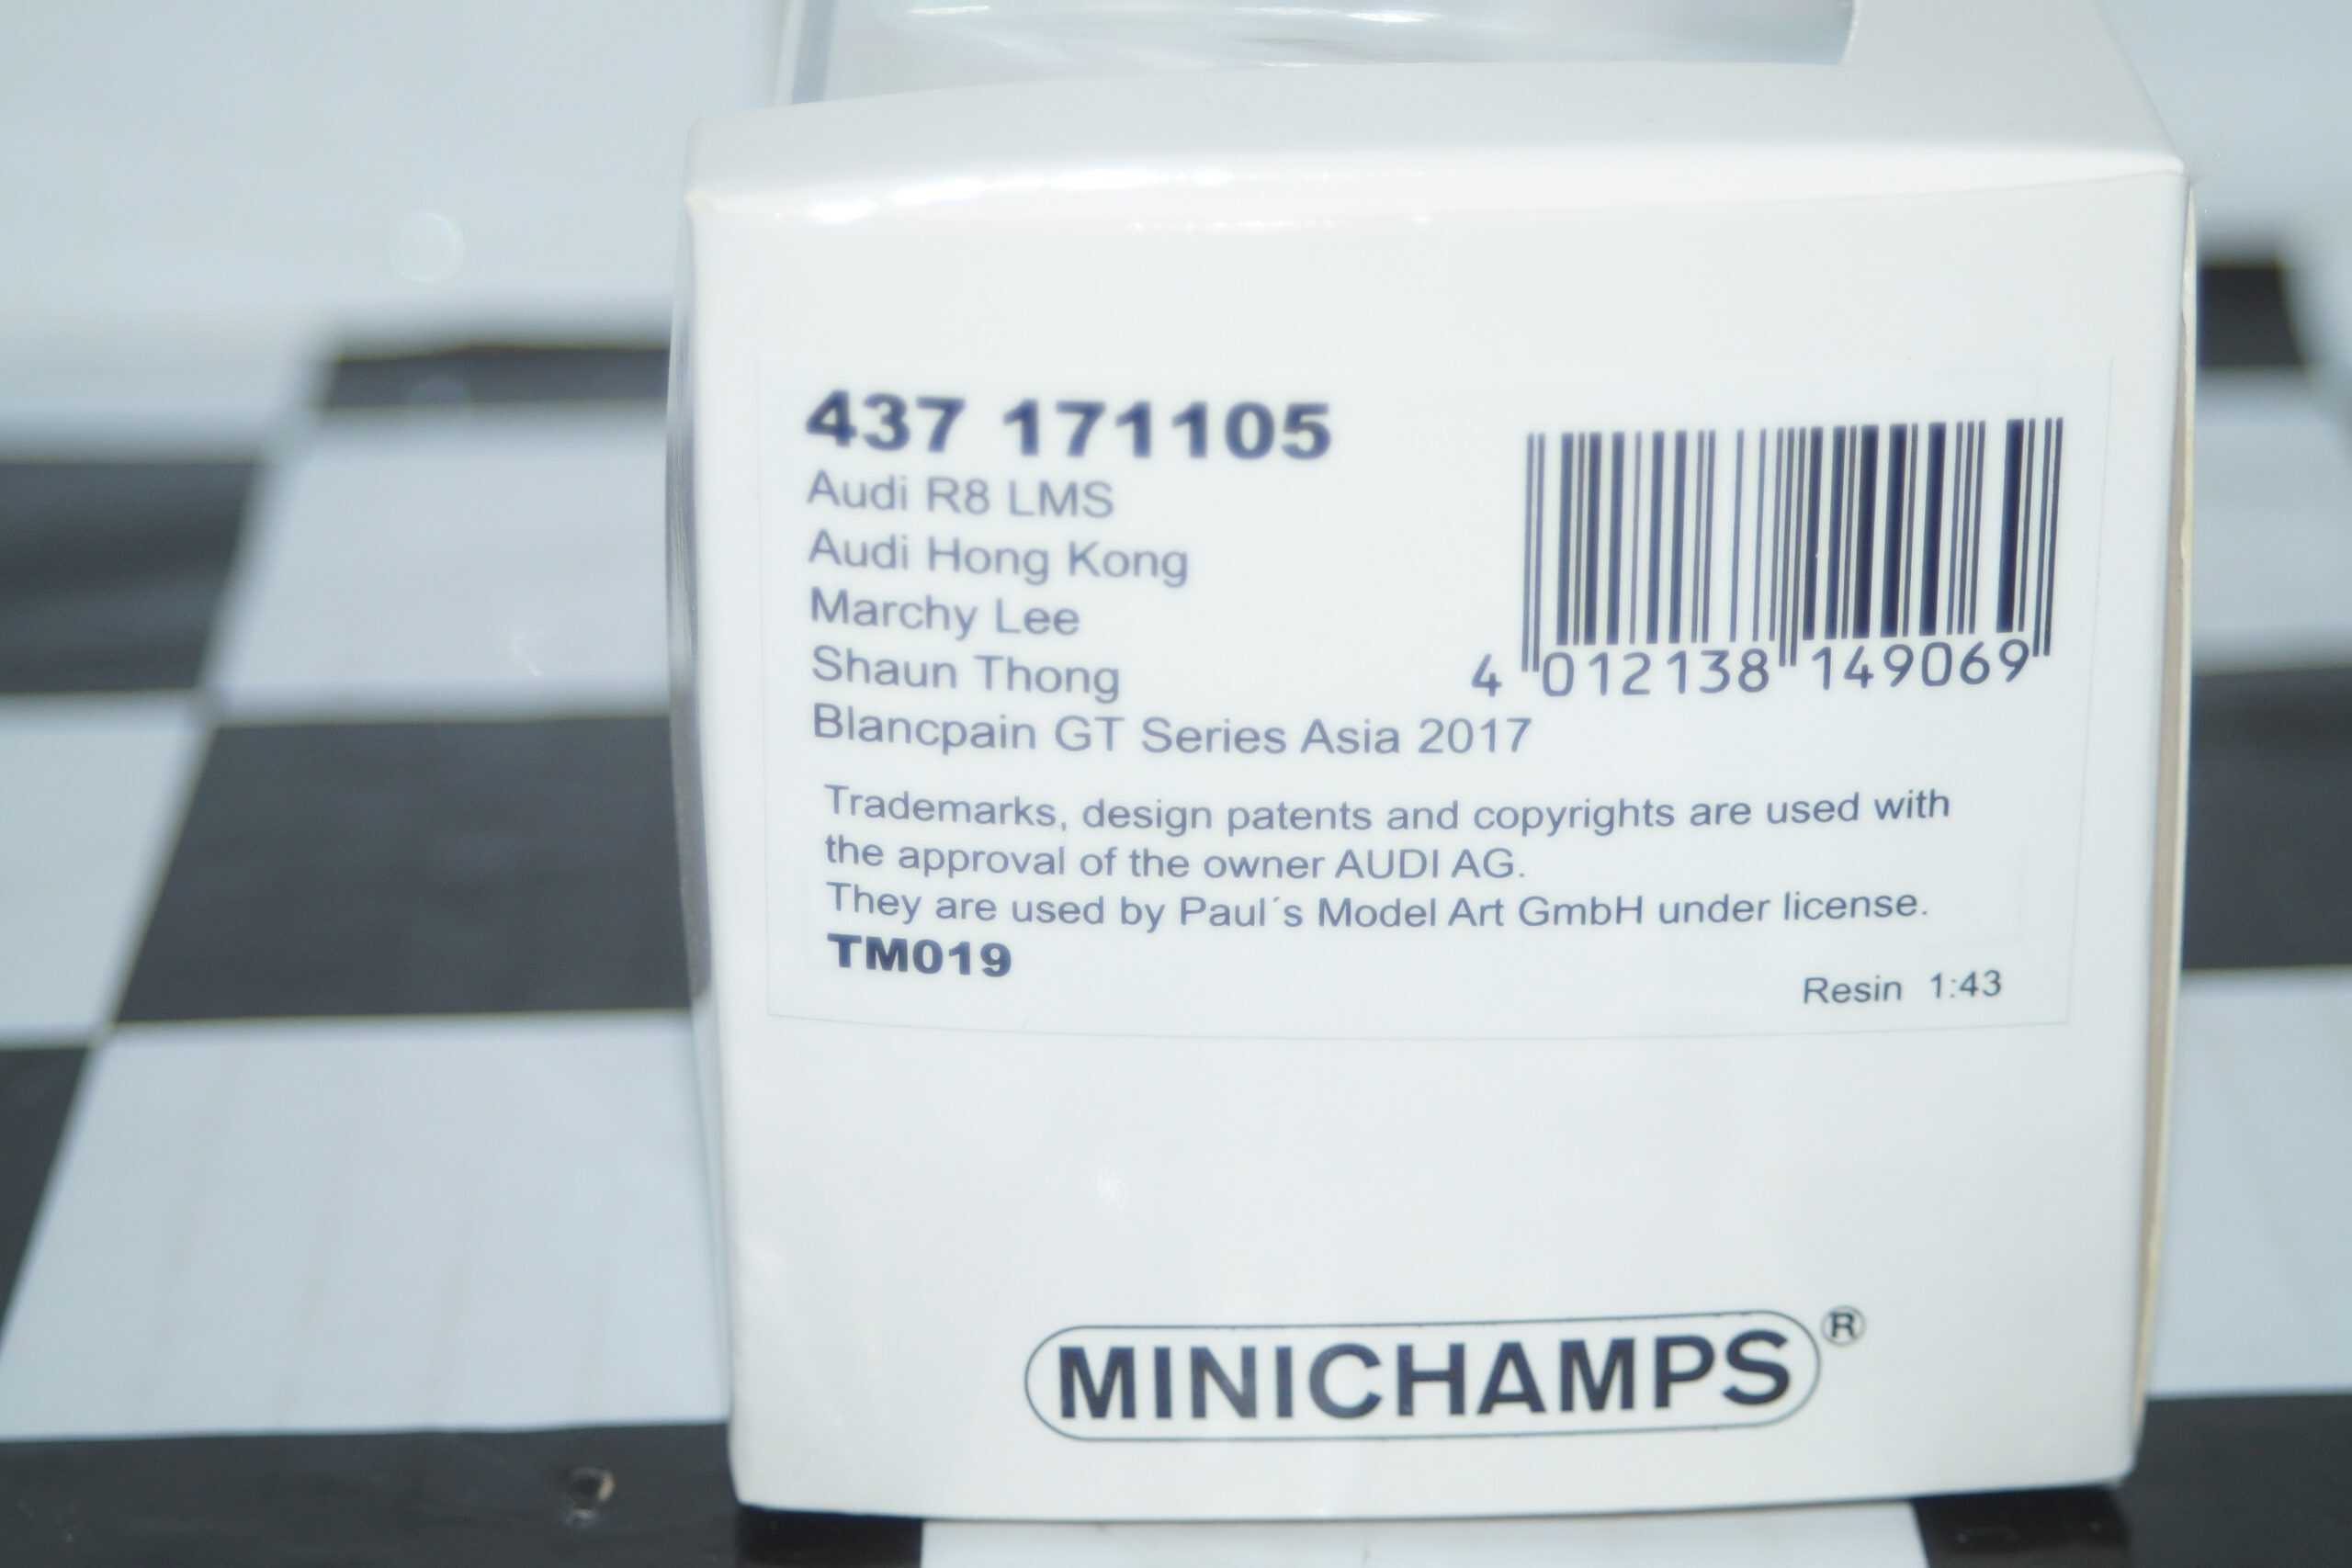 437 171105
Audi R8 LMS
Audi Hong Kong
Marchy Lee
Shaun Thong
Blancpain GT Series Asia 2017
4 012138 149069
Trademarks, design patents and copyrights are used with
the approval of the owner AUDI AG.
They are used by Paul´s Model Art GmbH under license.
TM019
Resin 1:43
MINICHAMPS®